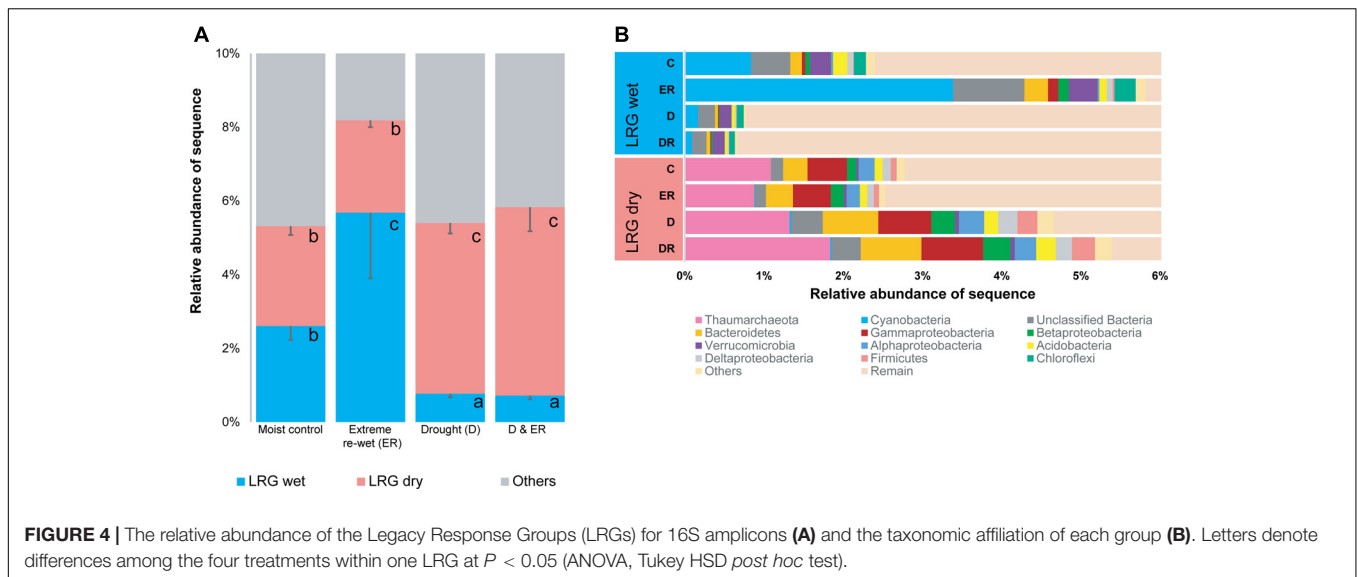 A
10%
8%
6%
4%
2%
0%
Relative abundance of sequence
b
b
b
c
c
a
c
a
Moist control
Extreme
re-wet (ER)
Drought (D)
D & ER
LRG wet
LRG dry
Others
B
LRG wet
C
ER
D
DR
LRG dry
C
ER
D
DR
0% 1% 2% 3% 4% 5% 6%
Relative abundance of sequence
Thaumarchaeota Cyanobacteria Unclassified Bacteria
Bacteroidetes Gammaproteobacteria Betaproteobacteria
Verrucomicrobia Alphaproteobacteria Acidobacteria
Deltaproteobacteria Firmicutes Chloroflexi
Others Remain
FIGURE 4 | The relative abundance of the Legacy Response Groups (LRGs) for 16S amplicons (A) and the taxonomic affiliation of each group (B). Letters denote
differences among the four treatments within one LRG at P < 0.05 (ANOVA, Tukey HSD post hoc test).